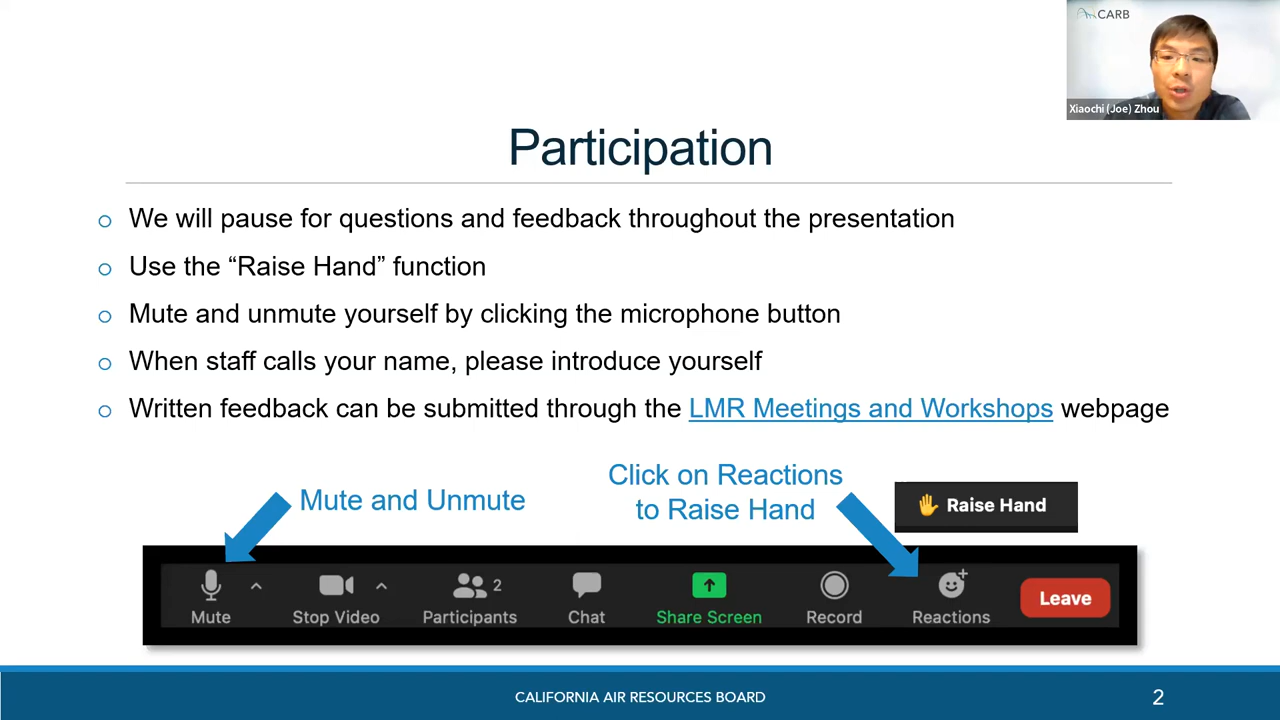 CARB
Xiaochi (Joe) Zhou
Participation
We will pause for questions and feedback throughout the presentation
Use the “Raise Hand” function
Mute and unmute yourself by clicking the microphone button
When staff calls your name, please introduce yourself
Written feedback can be submitted through the LMR Meetings and Workshops webpage
Mute and Unmute
Click on Reactions
to Raise Hand
Raise Hand
2
Mute
Stop Video
Participants
Chat
Share Screen
Record
Reactions
Leave
CALIFORNIA AIR RESOURCES BOARD
2